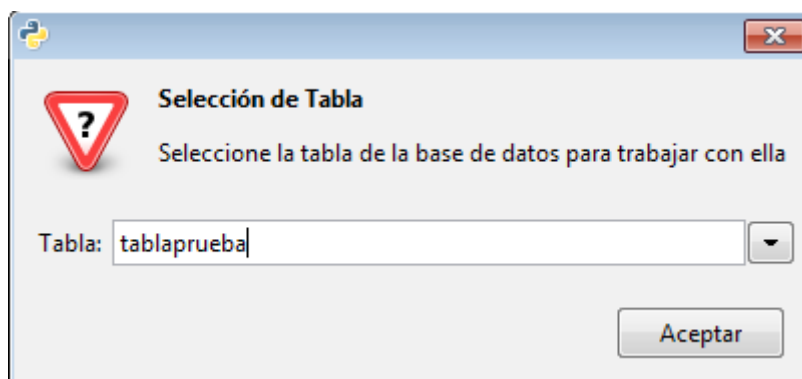 ?
Selección de Tabla
Seleccione la tabla de la base de datos para trabajar con ella
Tabla: tablaprueba
Aceptar